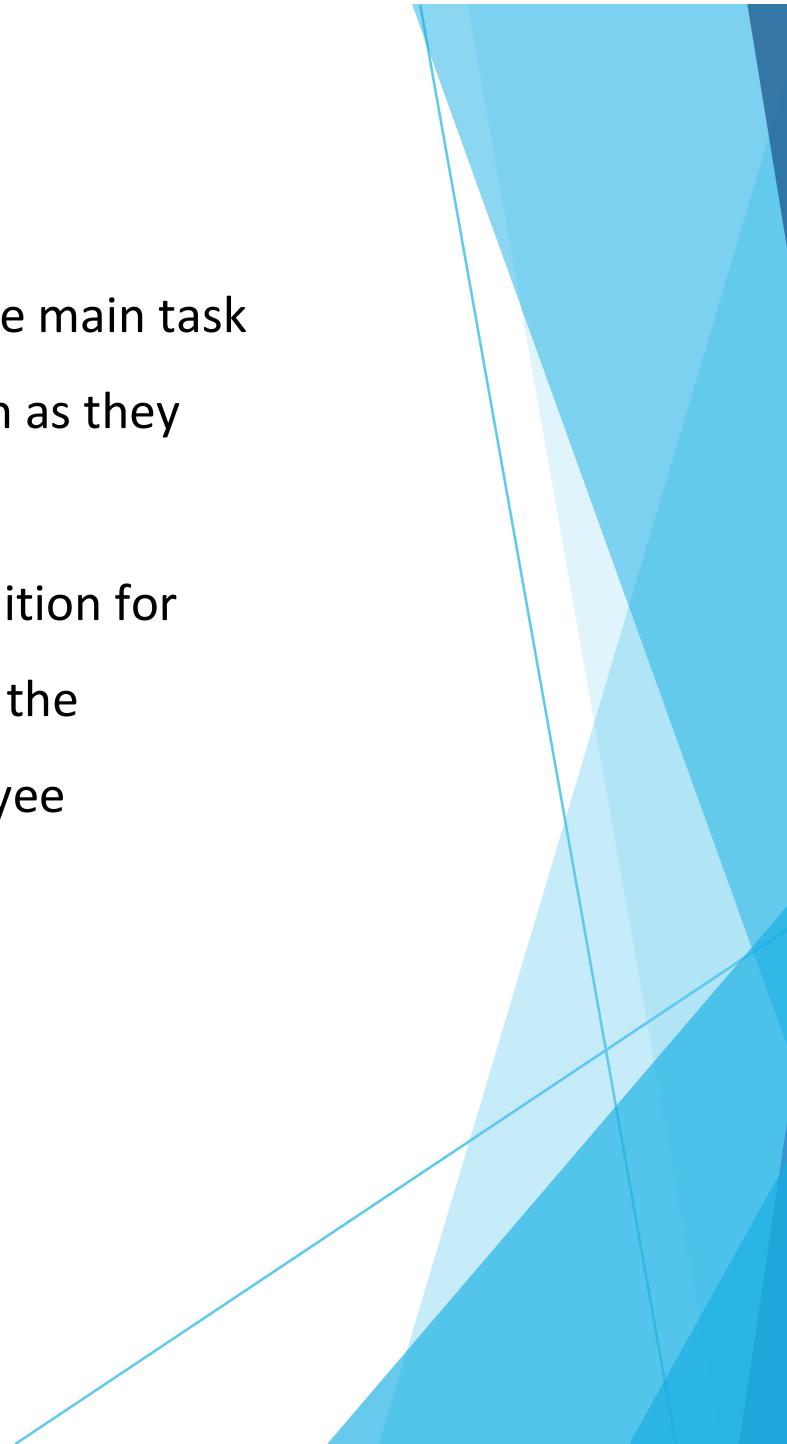 e main task
n as they
ition for
the
yee